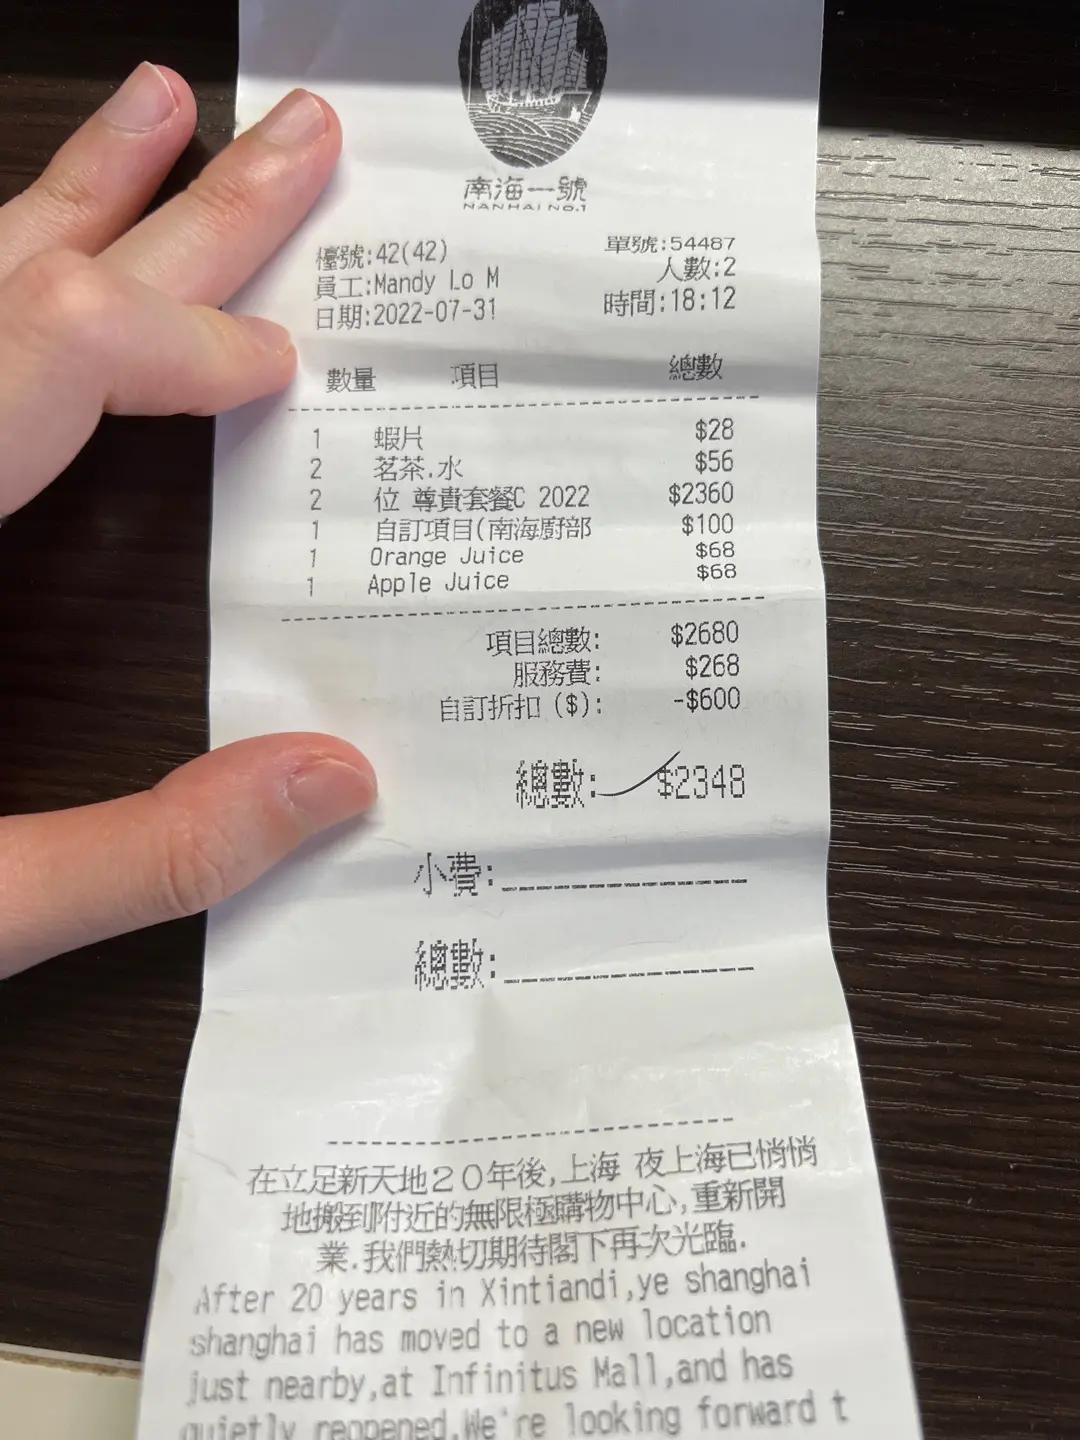 南海一號
NANHAI NO.1
檯號:42(42) 單號:54487
員工:Mandy Lo M 人數:2
日期:2022-07-31 時間:18:12
數量 項目 總數
1 蝦片 $28
2 茗茶.水 $56
2 位 尊貴套餐C 2022 $2360
1 自訂項目(南海廚部 $100
1 Orange Juice $68
1 Apple Juice $68
項目總數: $2680
服務費: $268
自訂折扣($): -$600
總數: $2348
小費:
總數:
在立足新天地20年後,上海 夜上海已悄悄
地搬到附近的無限極購物中心,重新開
業.我們熱切期待閣下再次光臨.
After 20 years in Xintiandi,ye shanghai
shanghai has moved to a new location
just nearby,at Infinitus Mall,and has
quietly reopened.We're looking forward t